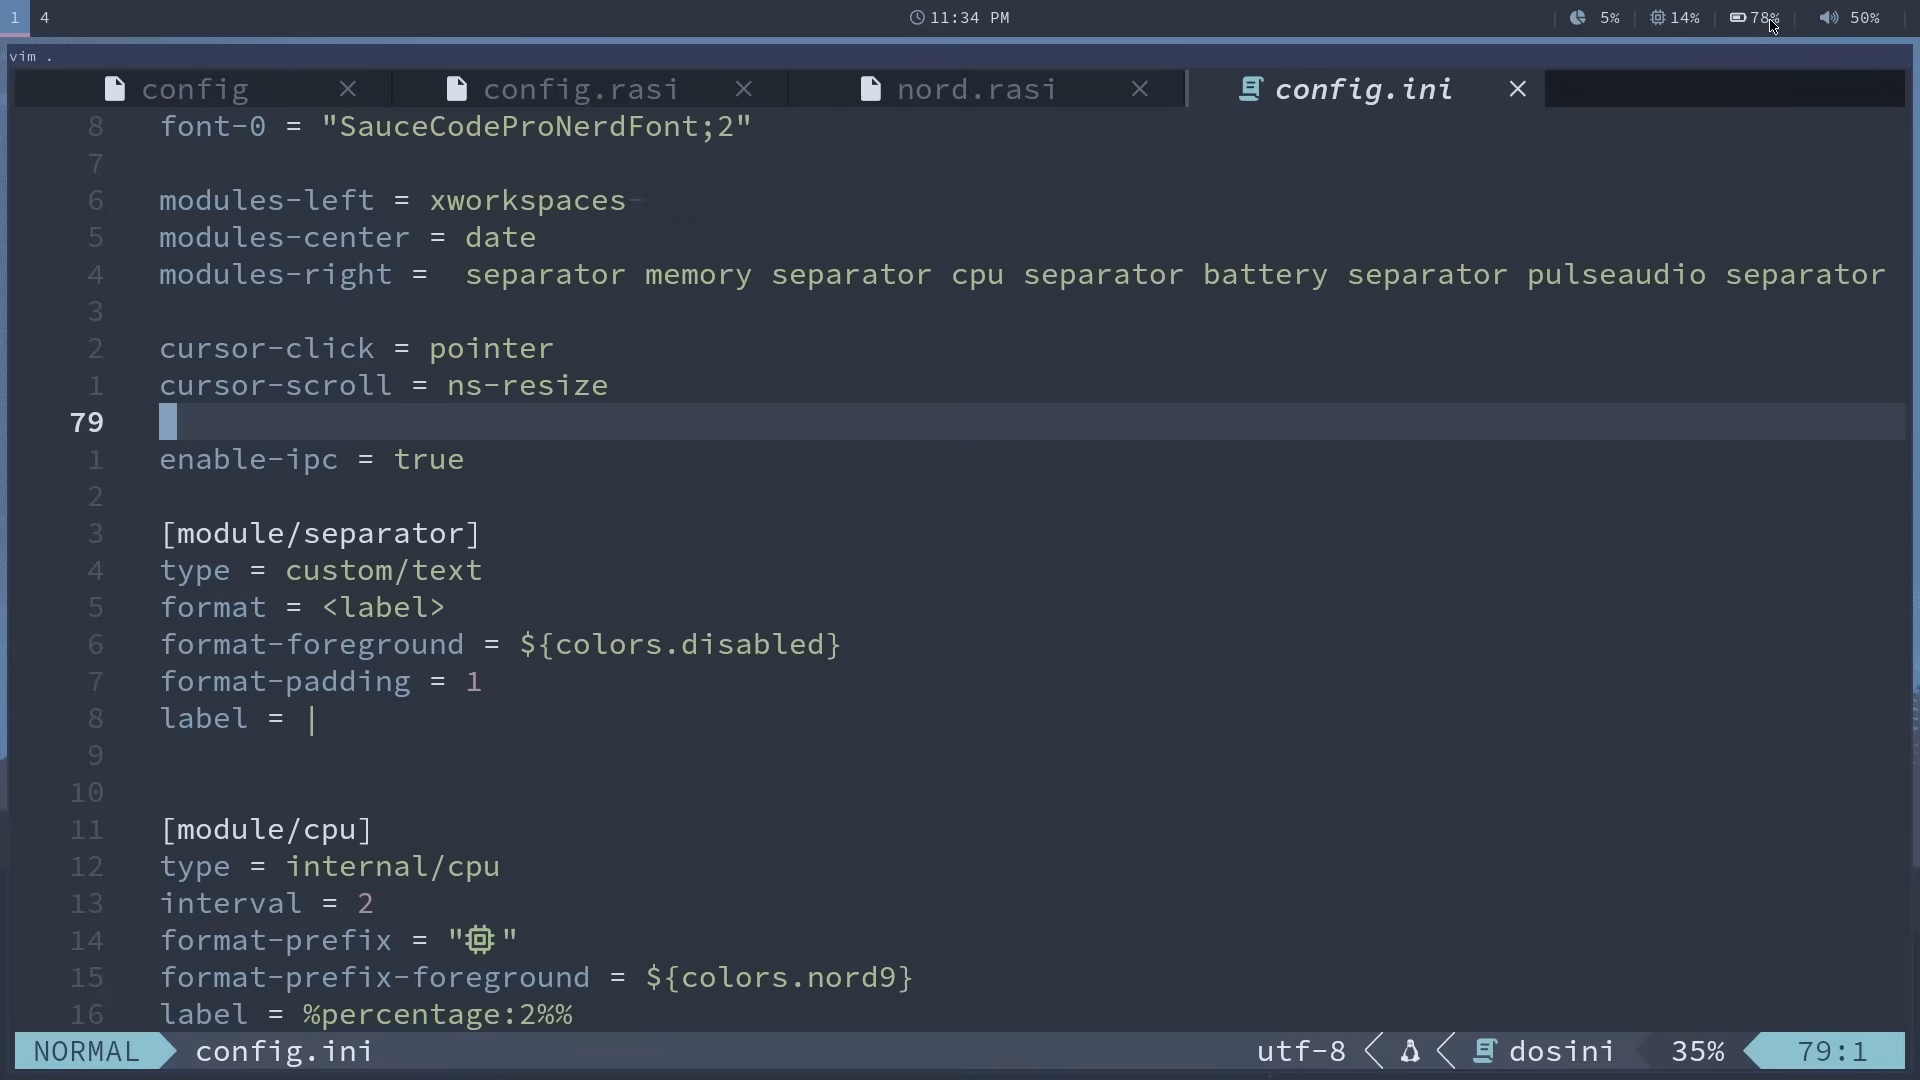 1 4 11:34 PM 5% 14% 78% 50%
vim .
config config.rasi nord.rasi config.ini
8 font-0 = "SauceCodeProNerdFont;2"
7
6 modules-left = xworkspaces
5 modules-center = date
4 modules-right =  separator memory separator cpu separator battery separator pulseaudio separator
3
2 cursor-click = pointer
1 cursor-scroll = ns-resize
79
1 enable-ipc = true
2
3 [module/separator]
4 type = custom/text
5 format = <label>
6 format-foreground = ${colors.disabled}
7 format-padding = 1
8 label = |
9
10
11 [module/cpu]
12 type = internal/cpu
13 interval = 2
14 format-prefix = " "
15 format-prefix-foreground = ${colors.nord9}
16 label = %percentage:2%%
NORMAL config.ini utf-8 dosini 35% 79:1